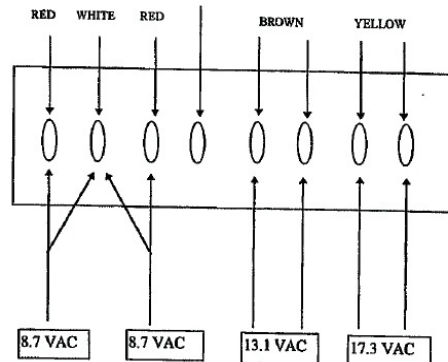 RED WHITE RED BROWN YELLOW
8.7 VAC 8.7 VAC 13.1 VAC 17.3 VAC